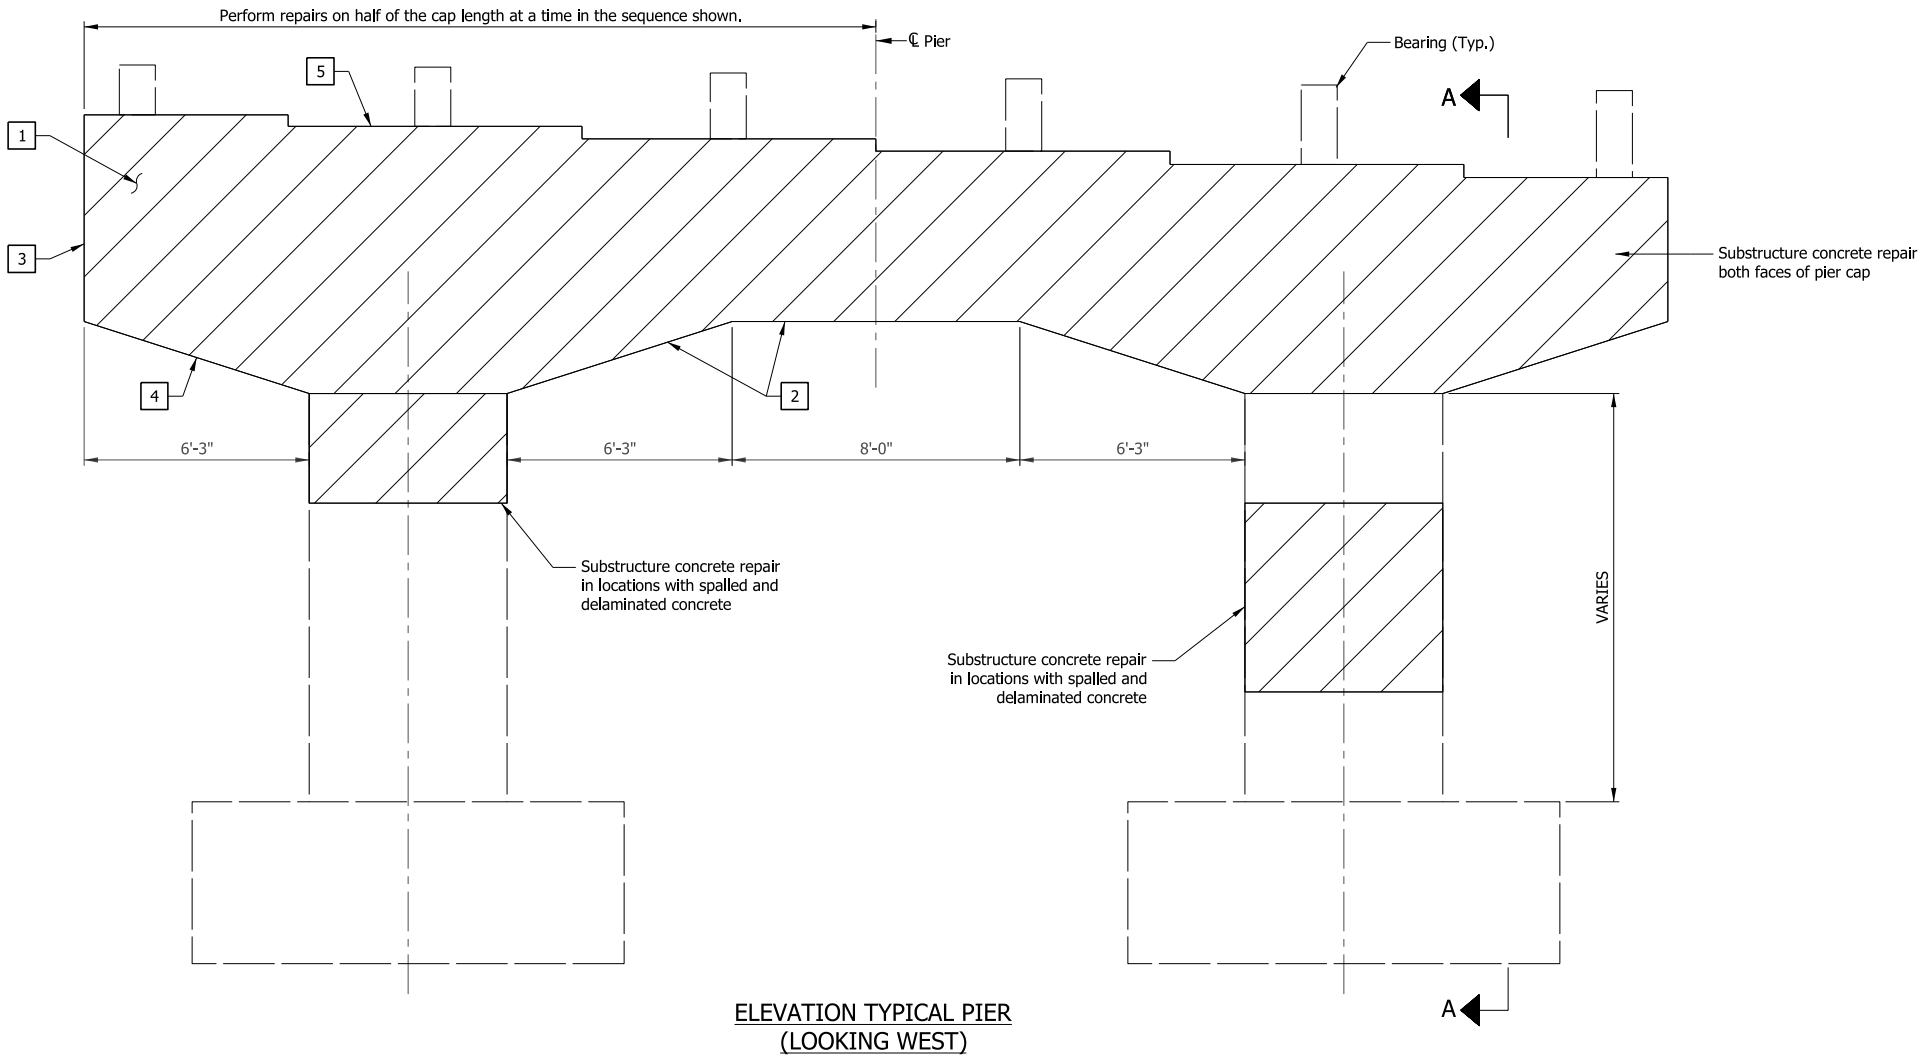 Perform repairs on half of the cap length at a time in the sequence shown.
℄ Pier
Bearing (Typ.)
5
A
1
3
Substructure concrete repair
both faces of pier cap
4
2
6'-3"
6'-3"
8'-0"
6'-3"
Substructure concrete repair
in locations with spalled and
delaminated concrete
VARIES
Substructure concrete repair
in locations with spalled and
delaminated concrete
A
ELEVATION TYPICAL PIER
(LOOKING WEST)